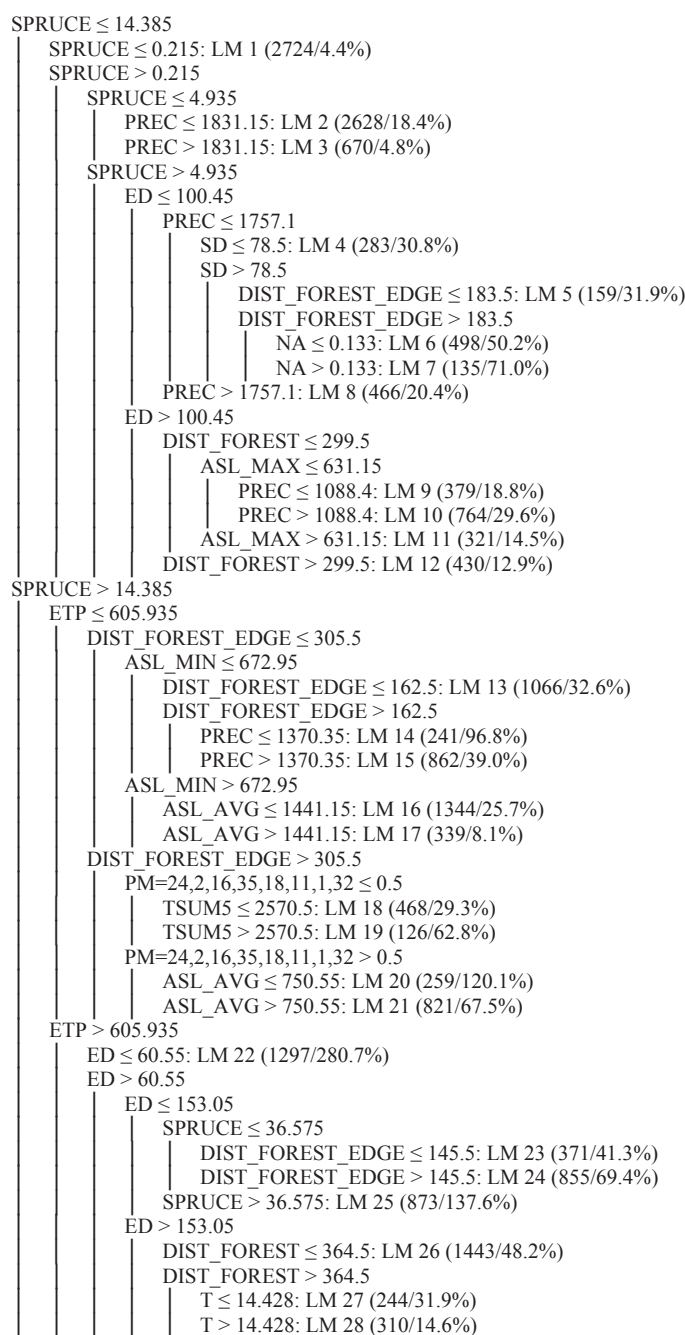 SPRUCE ≤ 14.385
SPRUCE ≤ 0.215: LM 1 (2724/4.4%)
SPRUCE > 0.215
SPRUCE ≤ 4.935
PREC ≤ 1831.15: LM 2 (2628/18.4%)
PREC > 1831.15: LM 3 (670/4.8%)
SPRUCE > 4.935
ED ≤ 100.45
PREC ≤ 1757.1
SD ≤ 78.5: LM 4 (283/30.8%)
SD > 78.5
DIST_FOREST_EDGE ≤ 183.5: LM 5 (159/31.9%)
DIST_FOREST_EDGE > 183.5
NA ≤ 0.133: LM 6 (498/50.2%)
NA > 0.133: LM 7 (135/71.0%)
PREC > 1757.1: LM 8 (466/20.4%)
ED > 100.45
DIST_FOREST ≤ 299.5
ASL_MAX ≤ 631.15
PREC ≤ 1088.4: LM 9 (379/18.8%)
PREC > 1088.4: LM 10 (764/29.6%)
ASL_MAX > 631.15: LM 11 (321/14.5%)
DIST_FOREST > 299.5: LM 12 (430/12.9%)
SPRUCE > 14.385
ETP ≤ 605.935
DIST_FOREST_EDGE ≤ 305.5
ASL_MIN ≤ 672.95
DIST_FOREST_EDGE ≤ 162.5: LM 13 (1066/32.6%)
DIST_FOREST_EDGE > 162.5
PREC ≤ 1370.35: LM 14 (241/96.8%)
PREC > 1370.35: LM 15 (862/39.0%)
ASL_MIN > 672.95
ASL_AVG ≤ 1441.15: LM 16 (1344/25.7%)
ASL_AVG > 1441.15: LM 17 (339/8.1%)
DIST_FOREST_EDGE > 305.5
PM=24,2,16,35,18,11,1,32 ≤ 0.5
TSUM5 ≤ 2570.5: LM 18 (468/29.3%)
TSUM5 > 2570.5: LM 19 (126/62.8%)
PM=24,2,16,35,18,11,1,32 > 0.5
ASL_AVG ≤ 750.55: LM 20 (259/120.1%)
ASL_AVG > 750.55: LM 21 (821/67.5%)
ETP > 605.935
ED ≤ 60.55: LM 22 (1297/280.7%)
ED > 60.55
ED ≤ 153.05
SPRUCE ≤ 36.575
DIST_FOREST_EDGE ≤ 145.5: LM 23 (371/41.3%)
DIST_FOREST_EDGE > 145.5: LM 24 (855/69.4%)
SPRUCE > 36.575: LM 25 (873/137.6%)
ED > 153.05
DIST_FOREST ≤ 364.5: LM 26 (1443/48.2%)
DIST_FOREST > 364.5
T ≤ 14.428: LM 27 (244/31.9%)
T > 14.428: LM 28 (310/14.6%)